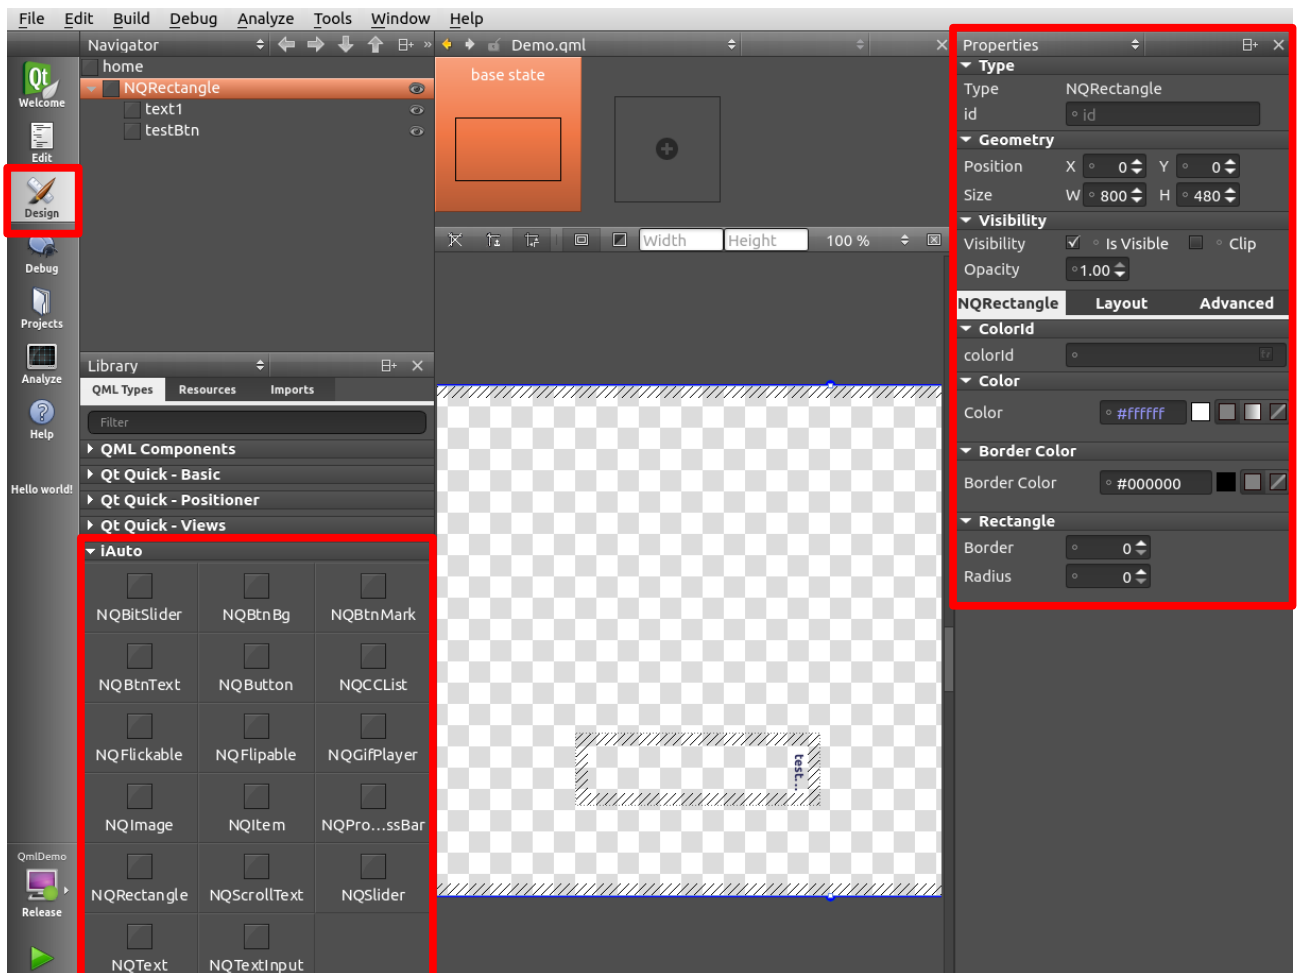 File Edit Build Debug Analyze Tools Window Help
Navigator
Demo.qml
Properties
home
NQRectangle
text1
testBtn
Welcome
Edit
Design
Debug
Projects
Analyze
Help
Hello world!
QmlDemo
Release
base state
Width Height 100 %
Library
QML Types Resources Imports
Filter
QML Components
Qt Quick - Basic
Qt Quick - Positioner
Qt Quick - Views
iAuto
NQBitSlider NQBtnBg NQBtnMark
NQBtnText NQButton NQCCList
NQFlickable NQFlipable NQGifPlayer
NQImage NQItem NQPro...ssBar
NQRectangle NQScrollText NQSlider
NQText NQTextInput
test...
Type
Type NQRectangle
id id
Geometry
Position X 0 Y 0
Size W 800 H 480
Visibility
Visibility Is Visible Clip
Opacity 1.00
NQRectangle Layout Advanced
ColorId
colorId
Color
Color #ffffff
Border Color
Border Color #000000
Rectangle
Border 0
Radius 0